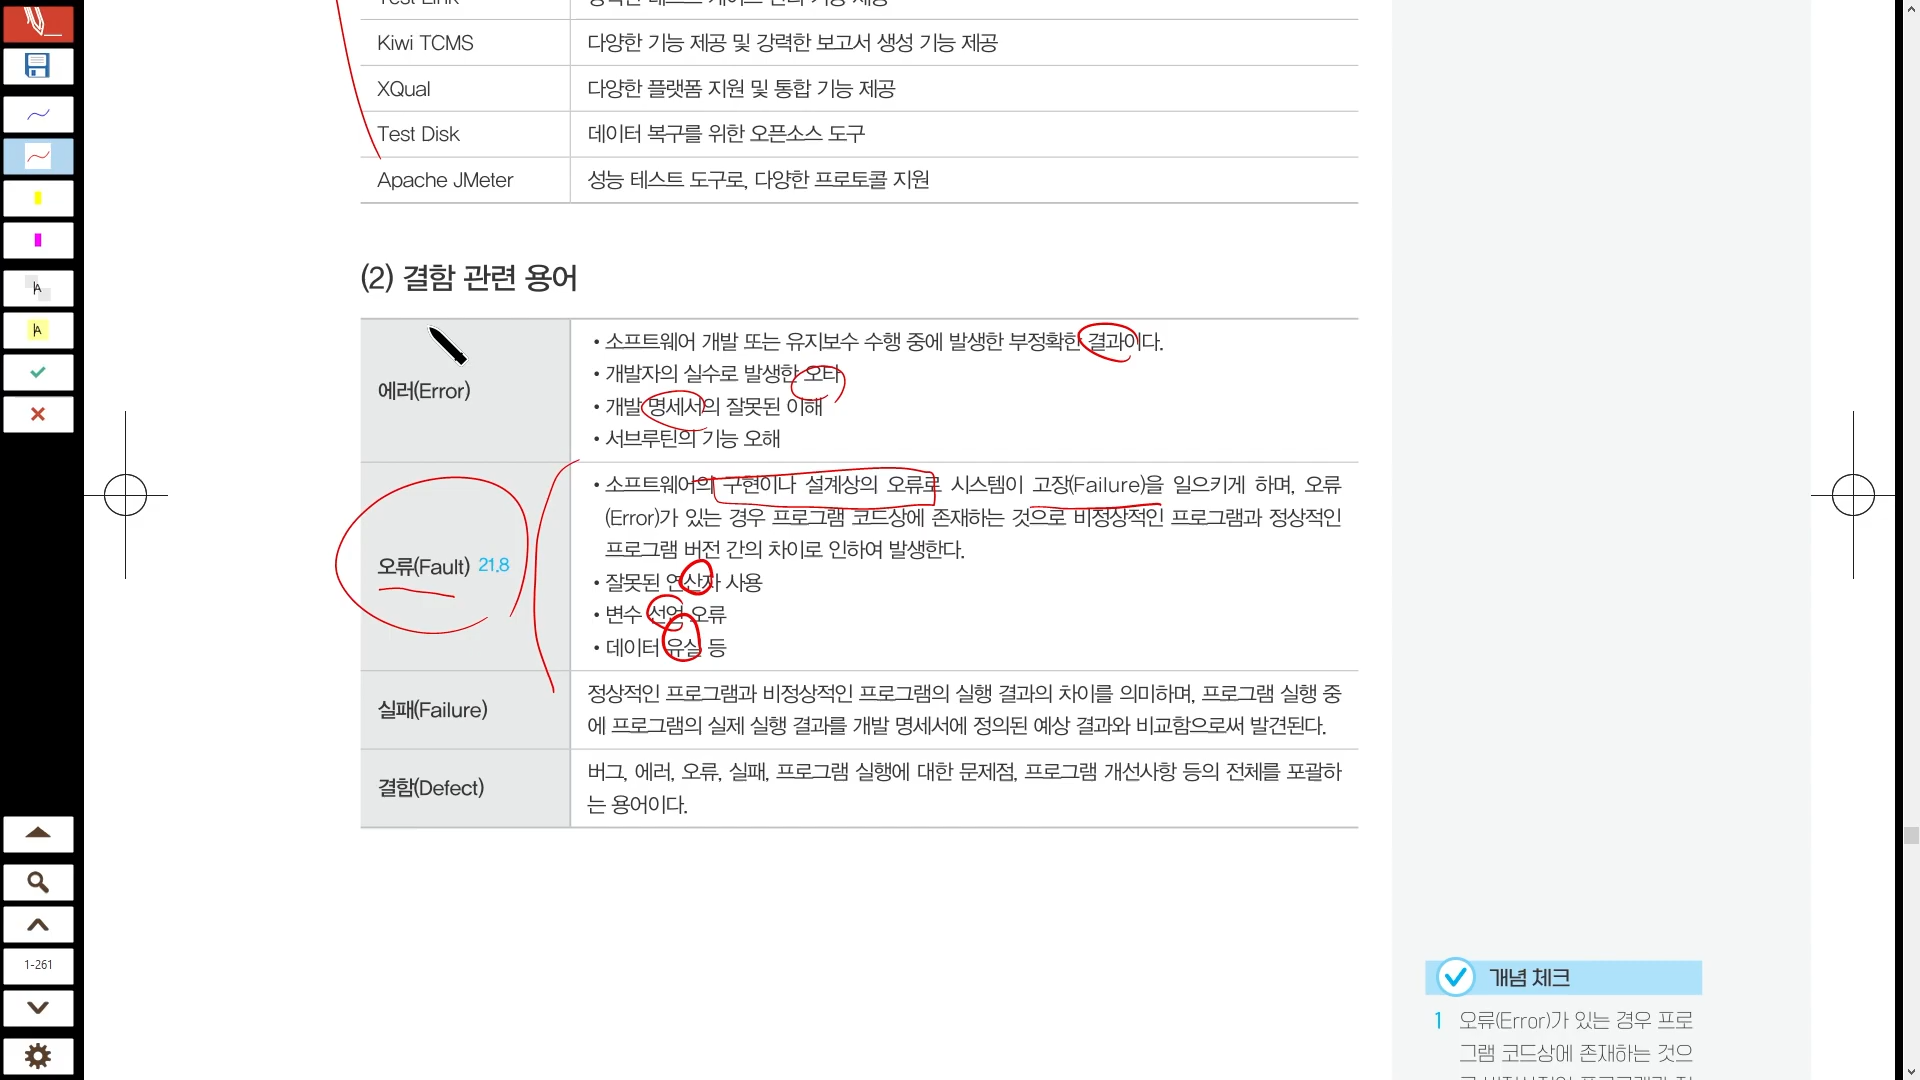 Kiwi TCMS 다양한 기능 제공 및 강력한 보고서 생성 기능 제공
XQual 다양한 플랫폼 지원 및 통합 기능 제공
Test Disk 데이터 복구를 위한 오픈소스 도구
Apache JMeter 성능 테스트 도구로, 다양한 프로토콜 지원
(2) 결함 관련 용어
에러(Error)
• 소프트웨어 개발 또는 유지보수 수행 중에 발생한 부정확한 결과이다.
• 개발자의 실수로 발생한 오타
• 개발 명세서의 잘못된 이해
• 서브루틴의 기능 오해
오류(Fault) 21.8
• 소프트웨어의 구현이나 설계상의 오류로 시스템이 고장(Failure)을 일으키게 하며, 오류
(Error)가 있는 경우 프로그램 코드상에 존재하는 것으로 비정상적인 프로그램과 정상적인
프로그램 버전 간의 차이로 인하여 발생한다.
• 잘못된 연산자 사용
• 변수 선언 오류
• 데이터 유실 등
실패(Failure)
정상적인 프로그램과 비정상적인 프로그램의 실행 결과의 차이를 의미하며, 프로그램 실행 중
에 프로그램의 실제 실행 결과를 개발 명세서에 정의된 예상 결과와 비교함으로써 발견된다.
결함(Defect)
버그, 에러, 오류, 실패, 프로그램 실행에 대한 문제점, 프로그램 개선사항 등의 전체를 포괄하
는 용어이다.
1-261
개념 체크
1 오류(Error)가 있는 경우 프로
그램 코드상에 존재하는 것으